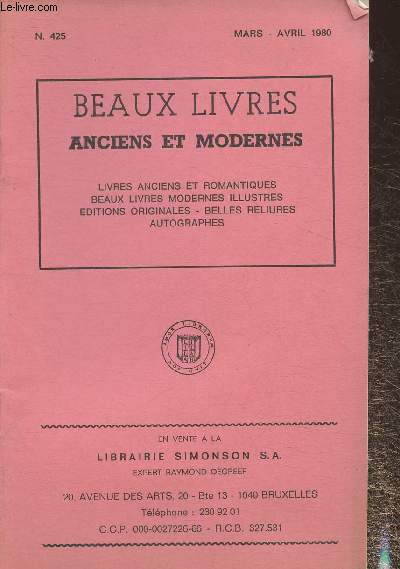 www.le-livre.com
N. 425 MARS - AVRIL 1980
BEAUX LIVRES
ANCIENS ET MODERNES
LIVRES ANCIENS ET ROMANTIQUES
BEAUX LIVRES MODERNES ILLUSTRES
EDITIONS ORIGINALES - BELLES RELIURES
AUTOGRAPHES
EN VENTE A LA
LIBRAIRIE SIMONSON S.A.
EXPERT RAYMOND DEGREEF
20, AVENUE DES ARTS, 20 - Bte 13 - 1040 BRUXELLES
Téléphone : 230 92 01
C.C.P. 000-0027226-66 - R.C.B. 327.531